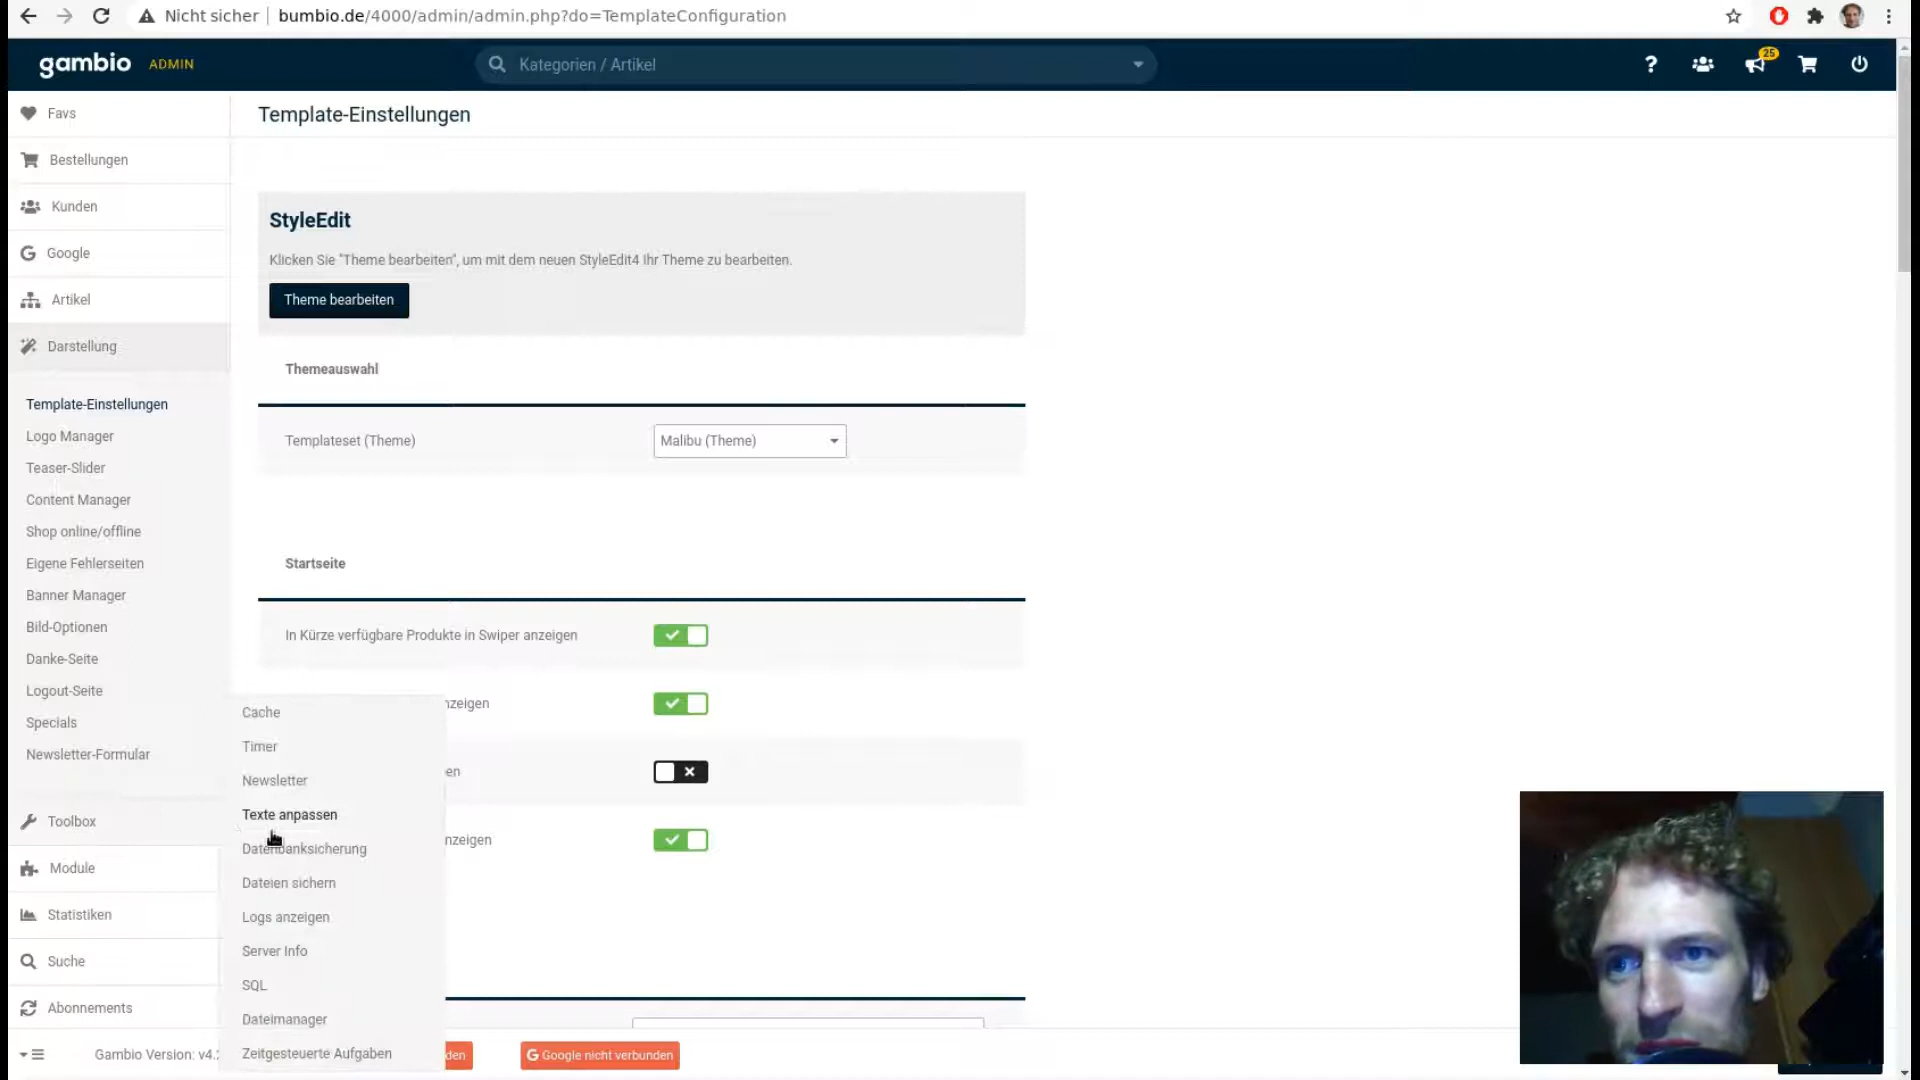 Nicht sicher
bumbio.de/4000/admin/admin.php?do=TemplateConfiguration
gambio ADMIN
Kategorien / Artikel
25
Favs
Bestellungen
Kunden
Google
Artikel
Darstellung
Template-Einstellungen
Logo Manager
Teaser-Slider
Content Manager
Shop online/offline
Eigene Fehlerseiten
Banner Manager
Bild-Optionen
Danke-Seite
Logout-Seite
Specials
Newsletter-Formular
Toolbox
Module
Statistiken
Suche
Abonnements
Gambio Version: v4.
Cache
Timer
Newsletter
Texte anpassen
Datenbanksicherung
Dateien sichern
Logs anzeigen
Server Info
SQL
Dateimanager
Zeitgesteuerte Aufgaben
Template-Einstellungen
StyleEdit
Klicken Sie "Theme bearbeiten", um mit dem neuen StyleEdit4 Ihr Theme zu bearbeiten.
Theme bearbeiten
Themeauswahl
Templateset (Theme)
Malibu (Theme)
Startseite
In Kürze verfügbare Produkte in Swiper anzeigen
nzeigen
en
nzeigen
den
Google nicht verbunden